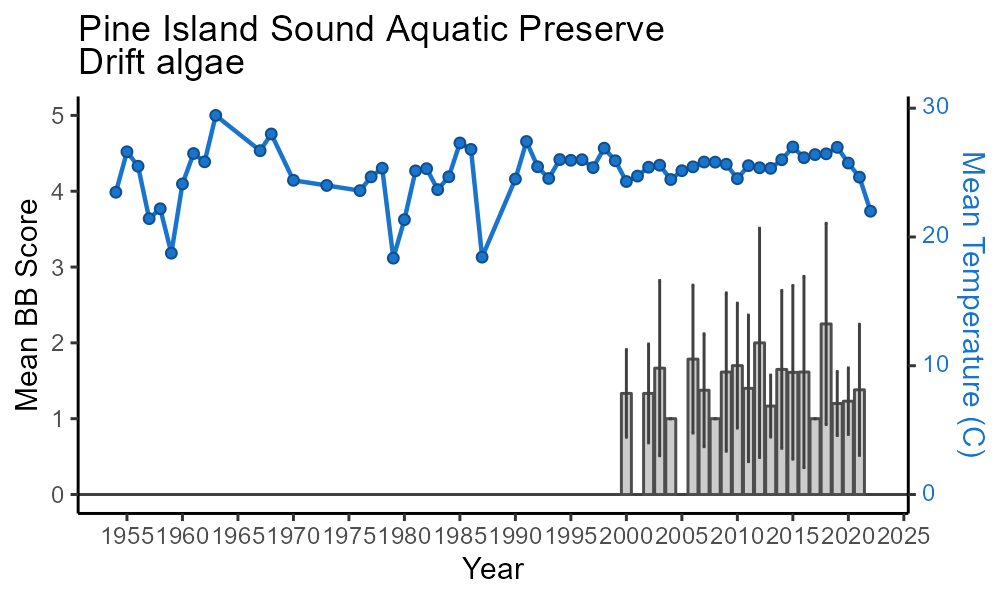 Pine Island Sound Aquatic Preserve
Drift algae
5
4
3
2
1
0
Mean BB Score
30
20
10
0
Mean Temperature (C)
1955 1960 1965 1970 1975 1980 1985 1990 1995 2000 2005 2010 2015 2020 2025
Year